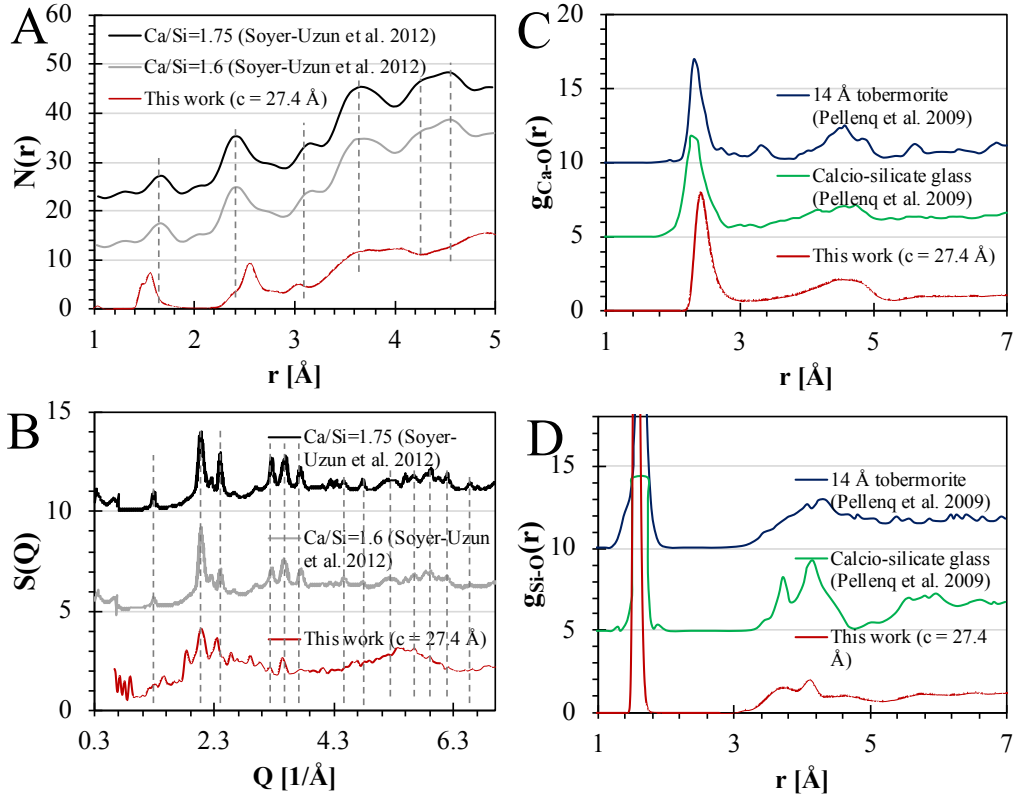 A
60
50
40
30
20
10
0
N(r)
Ca/Si=1.75 (Soyer-Uzun et al. 2012)
Ca/Si=1.6 (Soyer-Uzun et al. 2012)
This work (c = 27.4 Å)
1
2
3
4
5
r [Å]
B
15
10
5
0
S(Q)
Ca/Si=1.75 (Soyer-
Uzun et al. 2012)
Ca/Si=1.6 (Soyer-Uzun
et al. 2012)
This work (c = 27.4 Å)
0.3
2.3
4.3
6.3
Q [1/Å]
C
20
15
10
5
0
gCa-O(r)
14 Å tobermorite
(Pellenq et al. 2009)
Calcio-silicate glass
(Pellenq et al. 2009)
This work (c = 27.4 Å)
1
3
5
7
r [Å]
D
15
10
5
0
gSi-O(r)
14 Å tobermorite
(Pellenq et al. 2009)
Calcio-silicate glass
(Pellenq et al. 2009)
This work (c = 27.4
Å)
1
3
5
7
r [Å]